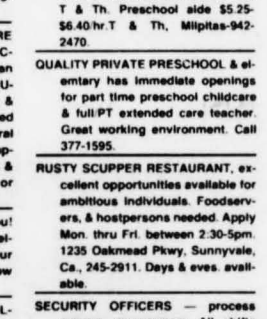 T & Th. Preschool aide $5.25-
$6.40/hr. T & Th, Milpitas-942-
2470.
QUALITY PRIVATE PRESCHOOL & el-
emtary has immediate openings
for part time preschool childcare
& full/PT extended care teacher.
Great working environment. Call
377-1595.
RUSTY SCUPPER RESTAURANT, ex-
cellent opportunities available for
ambitious individuals. Foodserv-
ers, & hostpersons needed. Apply
Mon. thru Fri. between 2:30-5pm.
1235 Oakmead Pkwy, Sunnyvale,
Ca., 245-2911. Days & eves. avail-
able.
SECURITY OFFICERS — process